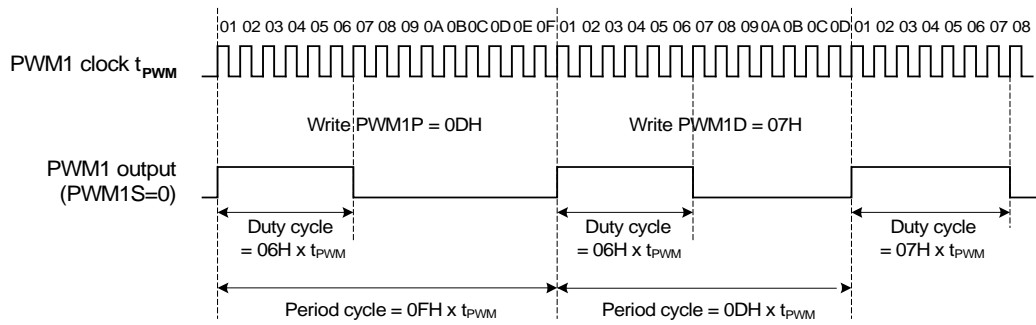 01 02 03 04 05 06 07 08 09 0A 0B 0C 0D 0E 0F 01 02 03 04 05 06 07 08 09 0A 0B 0C 0D 01 02 03 04 05 06 07 08
PWM1 clock tPWM
Write PWM1P = 0DH
Write PWM1D = 07H
PWM1 output
(PWM1S=0)
Duty cycle
= 06H x tPWM
Duty cycle
= 06H x tPWM
Duty cycle
= 07H x tPWM
Period cycle = 0FH x tPWM
Period cycle = 0DH x tPWM